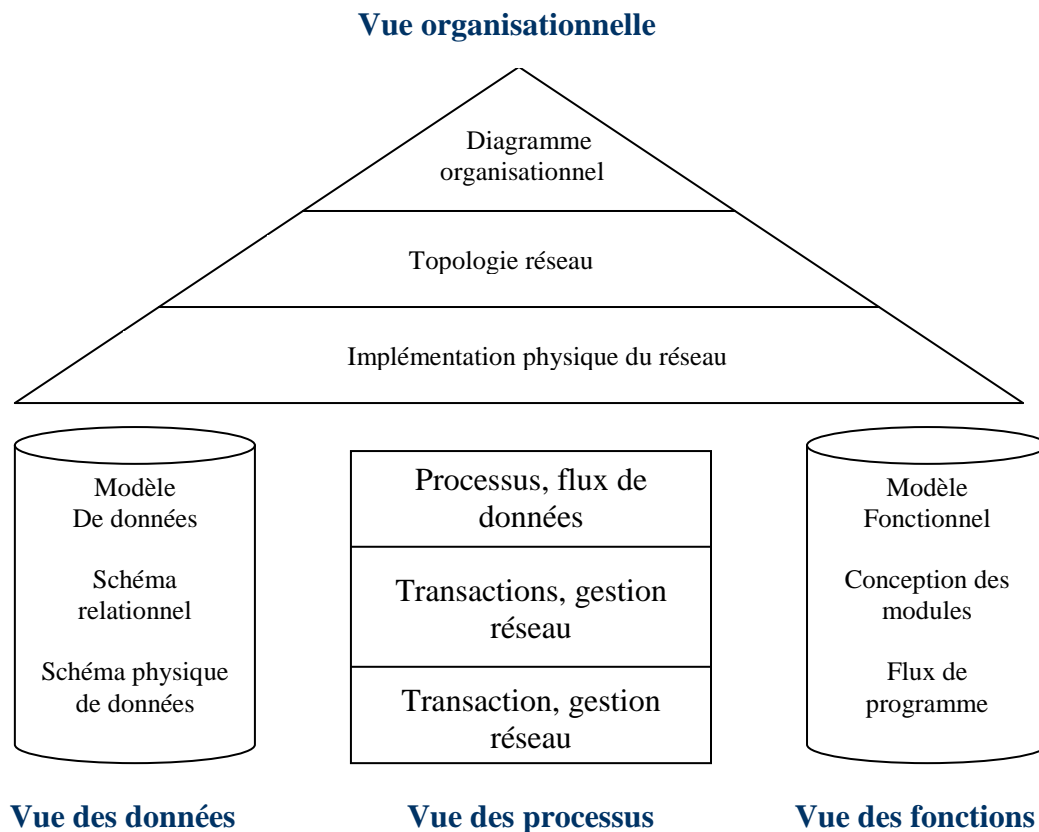 Vue organisationnelle
Diagramme
organisationnel
Topologie réseau
Implémentation physique du réseau
Modèle
De données
Schéma
relationnel
Schéma physique
de données
Processus, flux de
données
Transactions, gestion
réseau
Transaction, gestion
réseau
Modèle
Fonctionnel
Conception des
modules
Flux de
programme
Vue des données
Vue des processus
Vue des fonctions